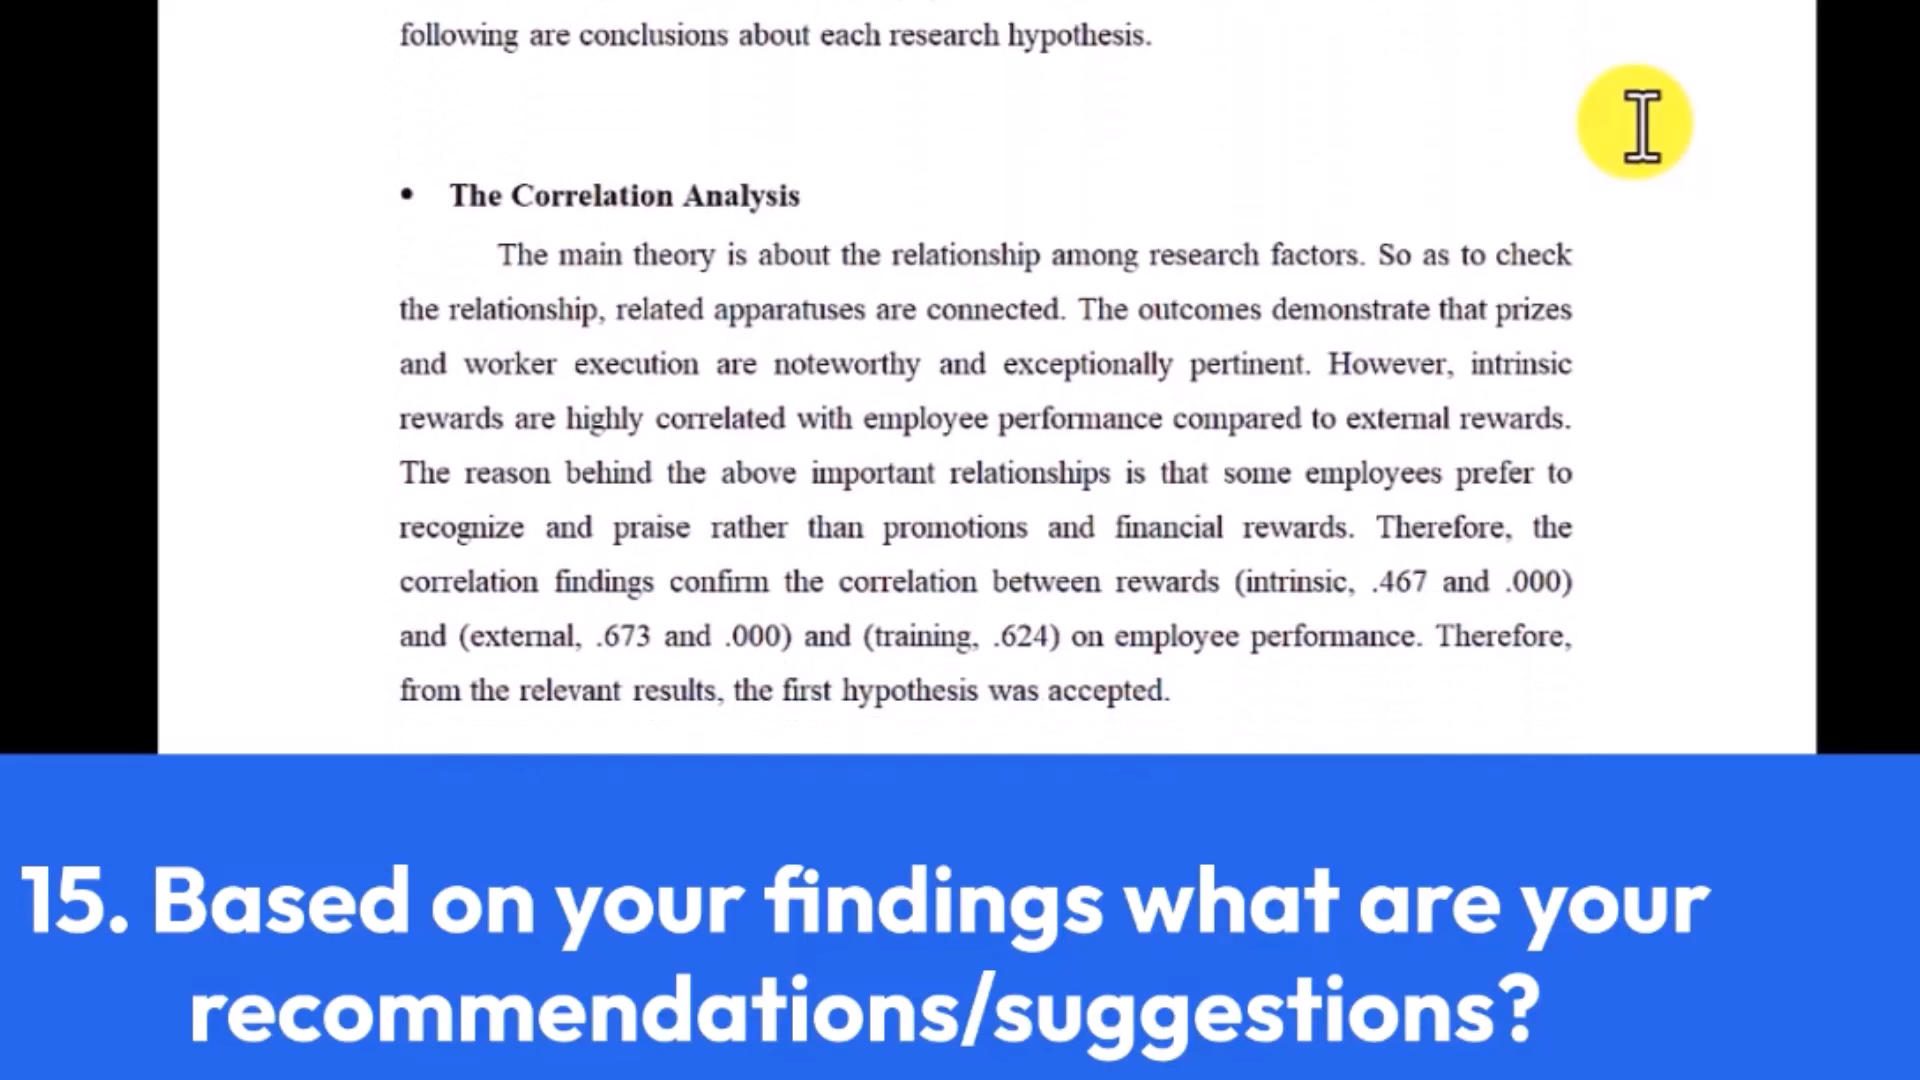 following are conclusions about each research hypothesis.
• The Correlation Analysis
The main theory is about the relationship among research factors. So as to check
the relationship, related apparatuses are connected. The outcomes demonstrate that prizes
and worker execution are noteworthy and exceptionally pertinent. However, intrinsic
rewards are highly correlated with employee performance compared to external rewards.
The reason behind the above important relationships is that some employees prefer to
recognize and praise rather than promotions and financial rewards. Therefore, the
correlation findings confirm the correlation between rewards (intrinsic, .467 and .000)
and (external, .673 and .000) and (training, .624) on employee performance. Therefore,
from the relevant results, the first hypothesis was accepted.
15. Based on your findings what are your
recommendations/suggestions?